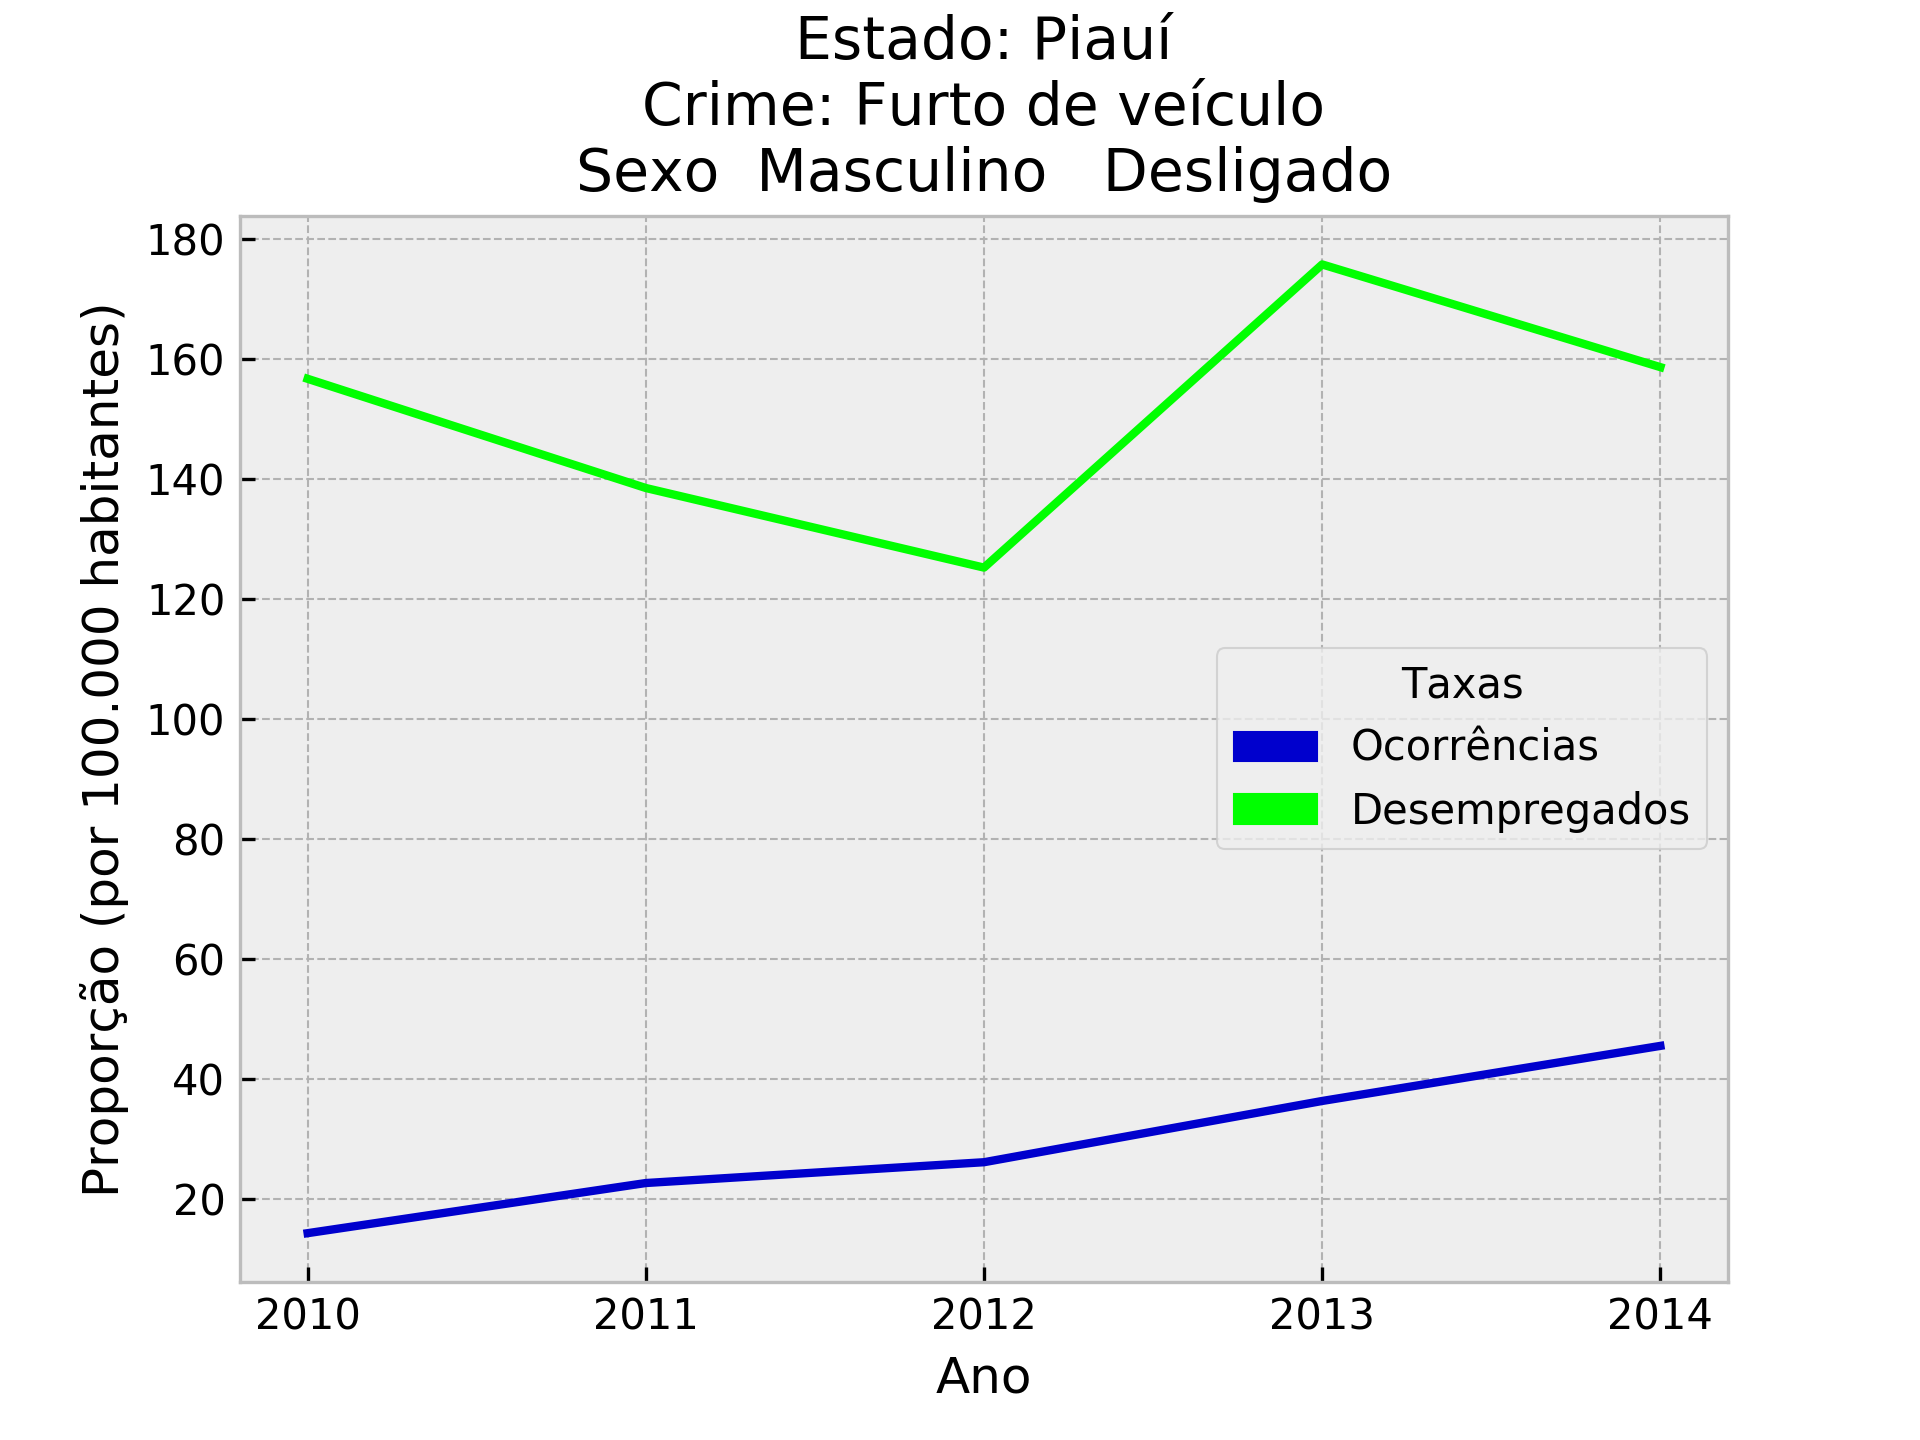 Estado: Piauí
Crime: Furto de veículo
Sexo  Masculino   Desligado
180
160
140
120
100
80
60
40
20
Proporção (por 100.000 habitantes)
Taxas
Ocorrências
Desempregados
2010 2011 2012 2013 2014
Ano